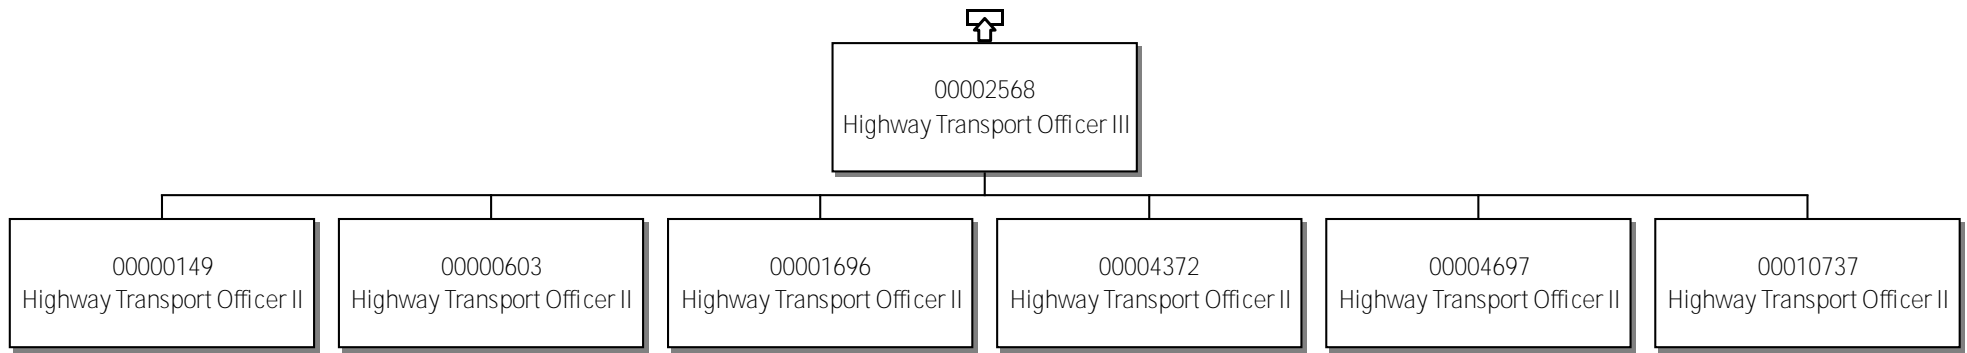 00002568
Highway Transport Officer III
00000149
Highway Transport Officer II
00000603
Highway Transport Officer II
00001696
Highway Transport Officer II
00004372
Highway Transport Officer II
00004697
Highway Transport Officer II
00010737
Highway Transport Officer II